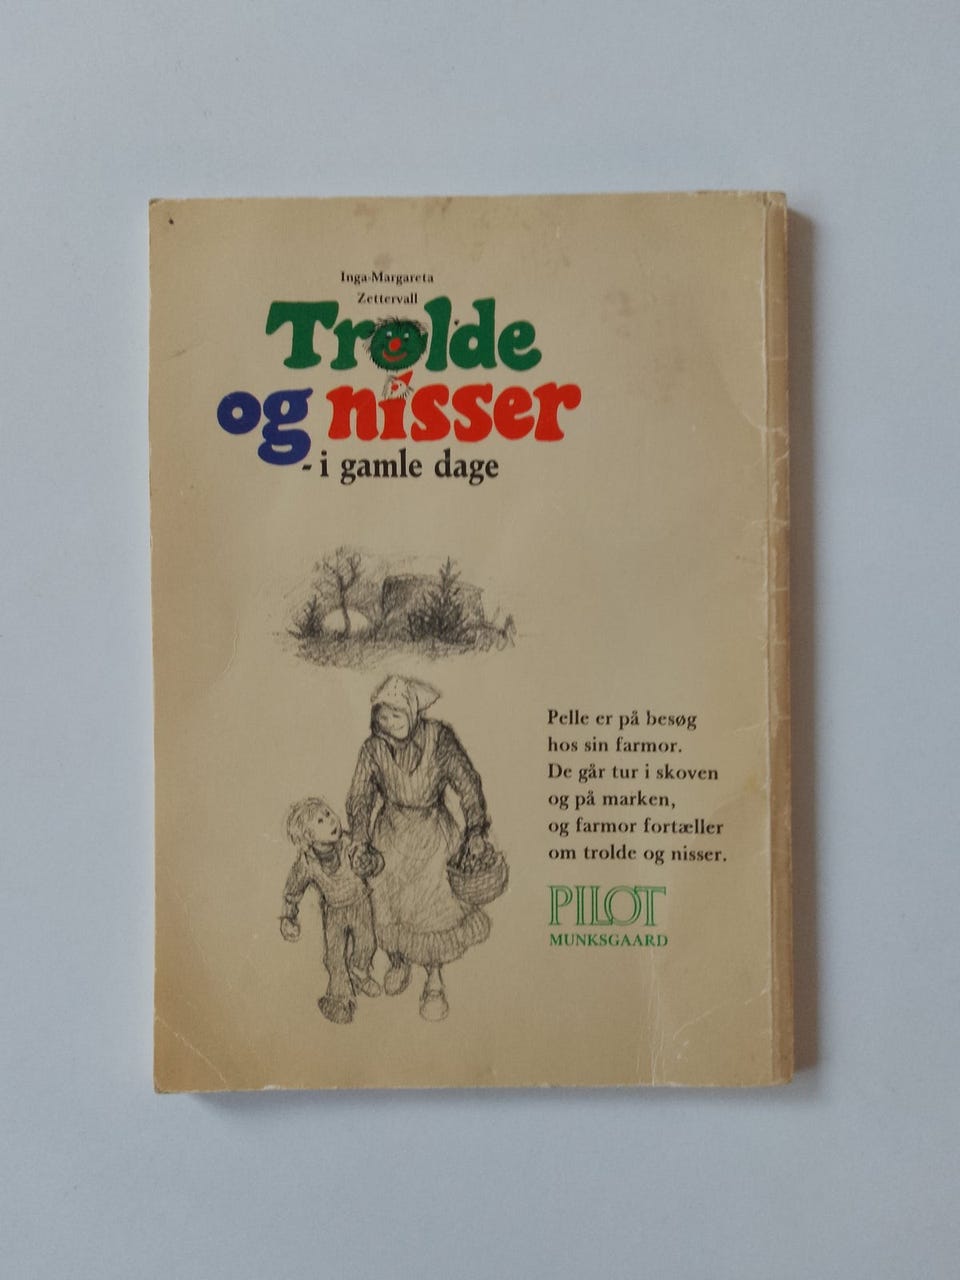 Inga-Margareta
Zettervall
Trolde
og nisser
- i gamle dage
Pelle er på besøg
hos sin farmor.
De går tur i skoven
og på marken,
og farmor fortæller
om trolde og nisser.
PILOT
MUNKSGAARD